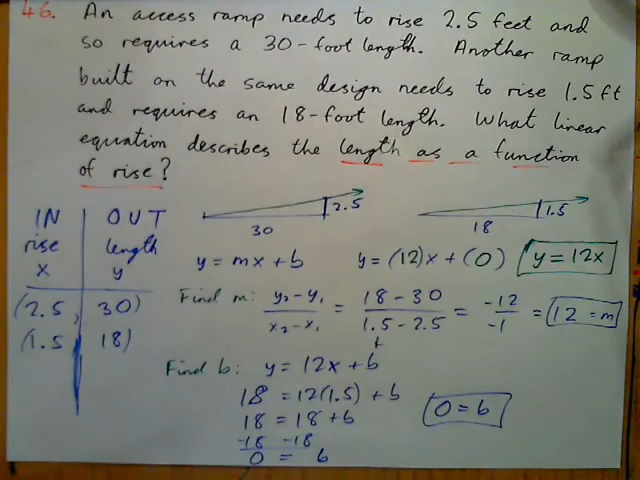 46. An access ramp needs to rise 2.5 feet and
so requires a 30-foot length. Another ramp
built on the same design needs to rise 1.5 ft
and requires an 18-foot length. What linear
equation describes the length as a function
of rise?
IN OUT
rise length
x y
(2.5, 30)
(1.5 18)
2.5
30
1.5
18
y = mx + b
y = (12)x + (0)
y = 12x
Find m: y₂-y₁ / x₂-x₁ = 18-30 / 1.5-2.5 = -12 / -1 = 12 = m
Find b: y = 12x + b
18 = 12(1.5) + b
18 = 18 + b
-18 -18
0 = b
0 = b